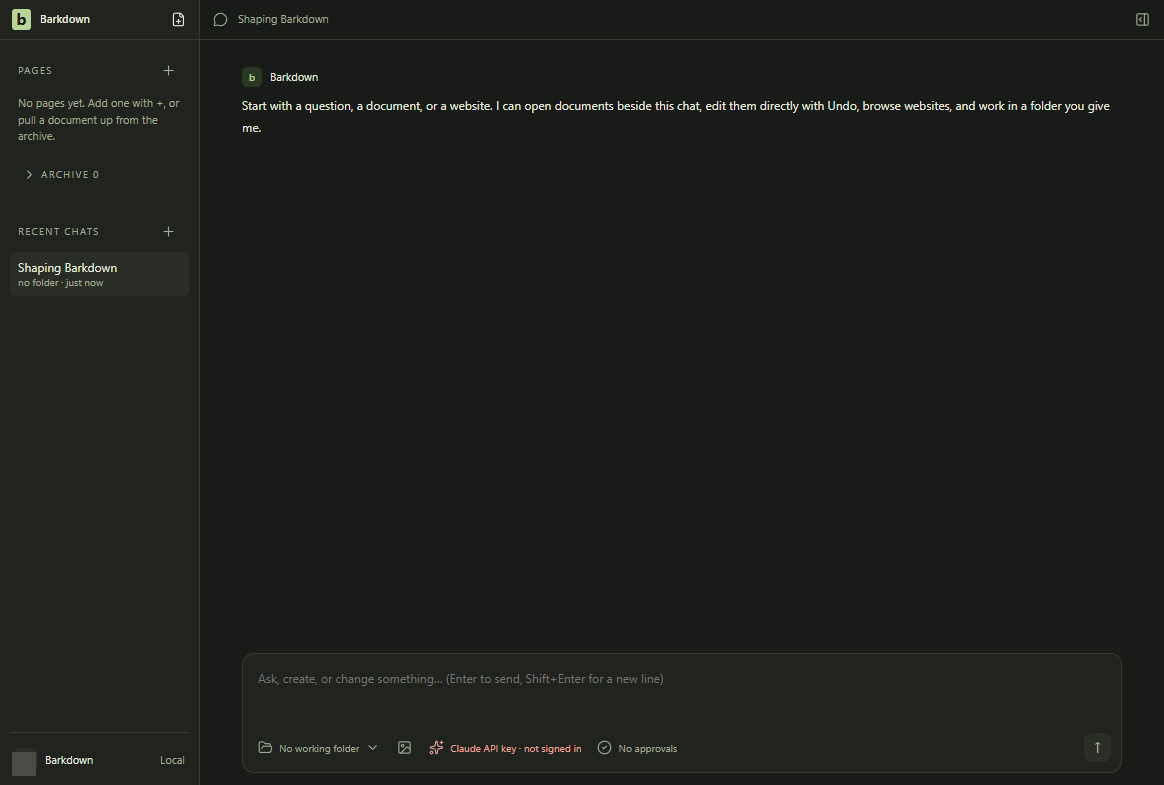 b Barkdown
Shaping Barkdown
PAGES
No pages yet. Add one with +, or
pull a document up from the
archive.
ARCHIVE 0
RECENT CHATS
Shaping Barkdown
no folder · just now
b Barkdown
Start with a question, a document, or a website. I can open documents beside this chat, edit them directly with Undo, browse websites, and work in a folder you give
me.
Ask, create, or change something... (Enter to send, Shift+Enter for a new line)
No working folder
Claude API key · not signed in
No approvals
Barkdown
Local